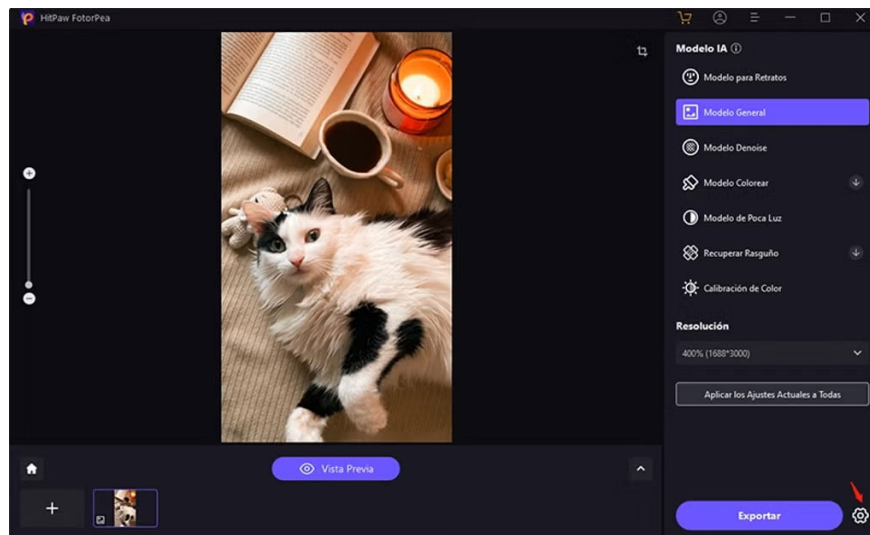 HitPaw FotorPea
Modelo IA
Modelo para Retratos
Modelo General
Modelo Denoise
Modelo Colorear
Modelo de Poca Luz
Recuperar Rasguño
Calibración de Color
Resolución
400% (1688*3000)
Aplicar los Ajustes Actuales a Todas
Vista Previa
Exportar